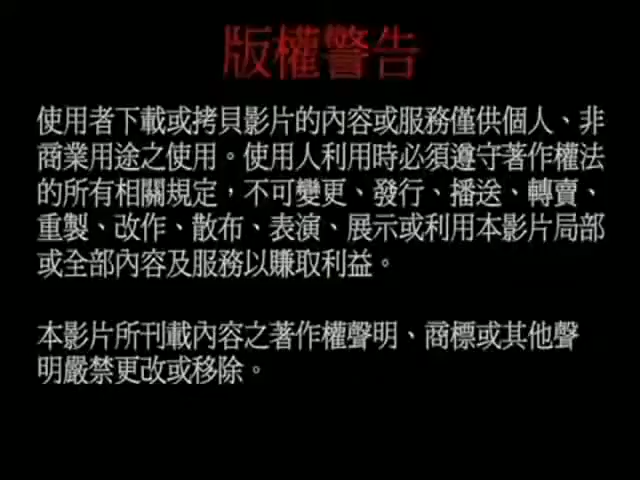 版權警告
使用者下載或拷貝影片的內容或服務僅供個人、非
商業用途之使用。使用人利用時必須遵守著作權法
的所有相關規定，不可變更、發行、播送、轉賣、
重製、改作、散布、表演、展示或利用本影片局部
或全部內容及服務以賺取利益。
本影片所刊載內容之著作權聲明、商標或其他聲
明嚴禁更改或移除。